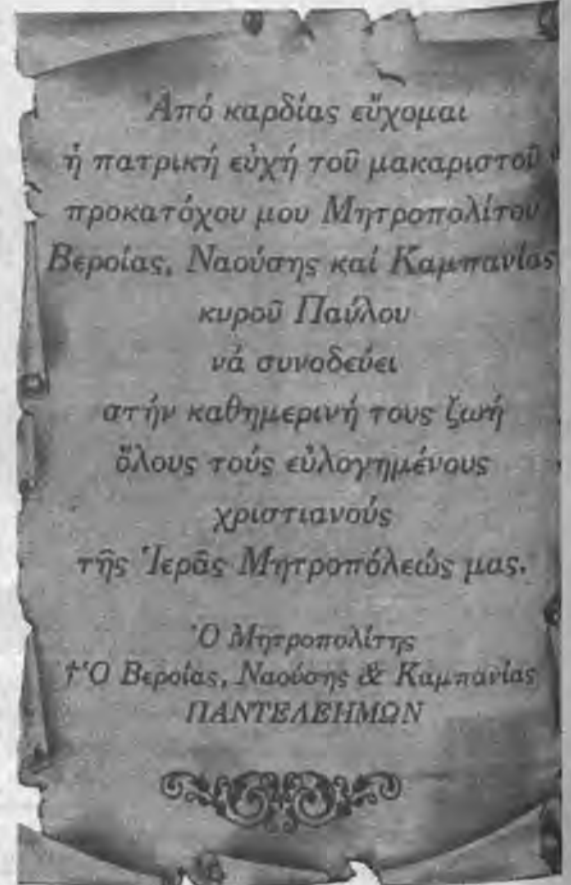 Ἀπό καρδίας εὔχομαι
ἡ πατρική εὐχή τοῦ μακαριστοῦ
προκατόχου μου Μητροπολίτου
Βεροίας, Ναούσης καί Καμπανίας
κυροῦ Παύλου
νά συνοδεύει
στήν καθημερινή τους ζωή
ὅλους τούς εὐλογημένους
χριστιανούς
τῆς Ἱερᾶς Μητροπόλεώς μας.
Ὁ Μητροπολίτης
†Ὁ Βεροίας, Ναούσης & Καμπανίας
ΠΑΝΤΕΛΕΗΜΩΝ